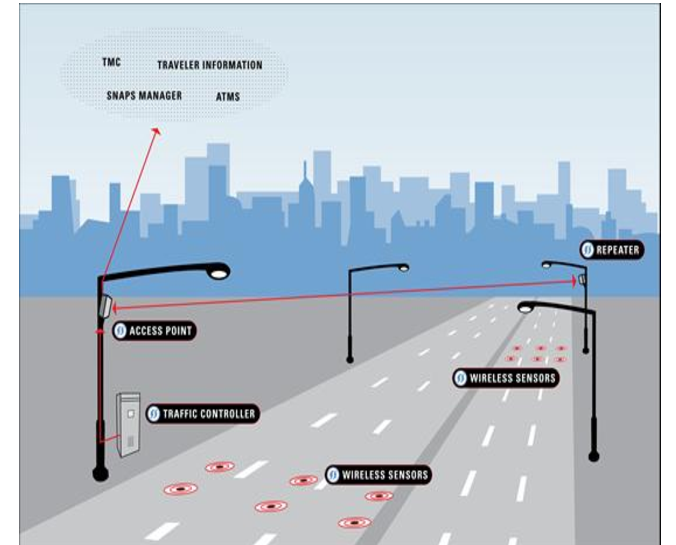 TMC
TRAVELER INFORMATION
SNAPS MANAGER
ATMS
REPEATER
ACCESS POINT
WIRELESS SENSORS
TRAFFIC CONTROLLER
WIRELESS SENSORS